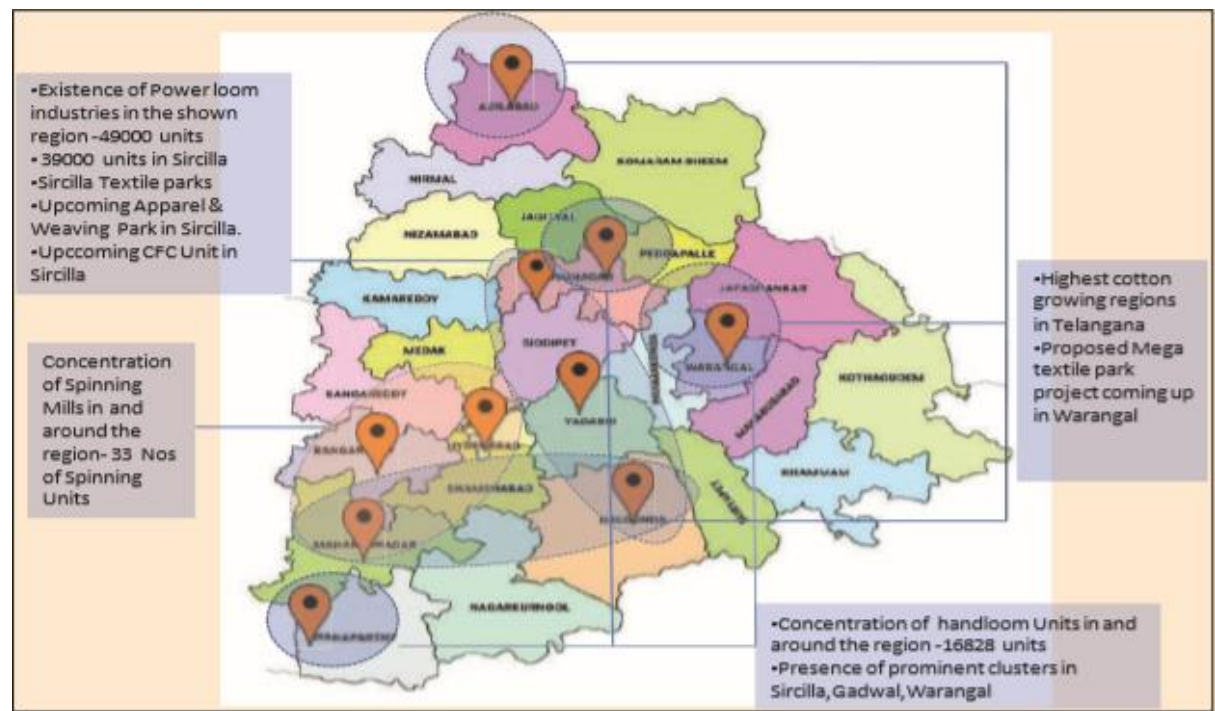 •Existence of Power loom
industries in the shown
region -49000 units
• 39000 units in Sircilla
•Sircilla Textile parks
•Upcoming Apparel &
Weaving Park in Sircilla.
•Upccoming CFC Unit in
Sircilla
Concentration
of Spinning
Mills in and
around the
region- 33 Nos
of Spinning
Units
ADILABAD
KOMARAM BHEEM
NIRMAL
JAGITYAL
NIZAMABAD
PEDDAPALLE
KAMAREDDY
SIDDIPET
MEDAK
WARANGAL
KOTHAGUDEM
SANGAREDDY
YADADRI
MAHABUBABAD
KHAMMAM
NALGONDA
SURYAPET
NAGARKURNOOL
•Highest cotton
growing regions
in Telangana
•Proposed Mega
textile park
project coming up
in Warangal
•Concentration of handloom Units in and
around the region -16828 units
•Presence of prominent clusters in
Sircilla, Gadwal, Warangal